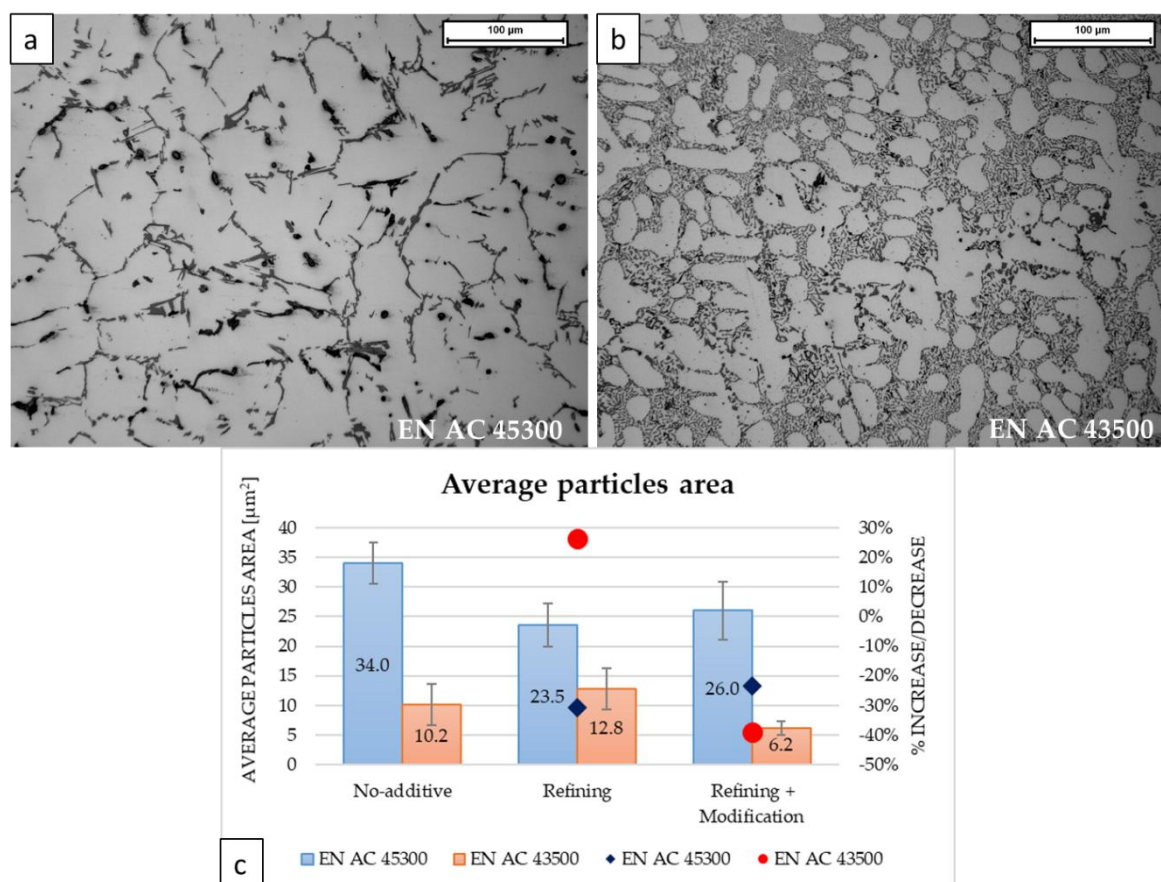 a
100 µm
EN AC 45300
b
100 µm
EN AC 43500
Average particles area
AVERAGE PARTICLES AREA [µm²]
40
35
30
25
20
15
10
5
0
30%
20%
10%
0%
-10%
-20%
-30%
-40%
-50%
% INCREASE/DECREASE
34.0
10.2
23.5
12.8
26.0
6.2
No-additive
Refining
Refining +
Modification
EN AC 45300
EN AC 43500
EN AC 45300
EN AC 43500
c